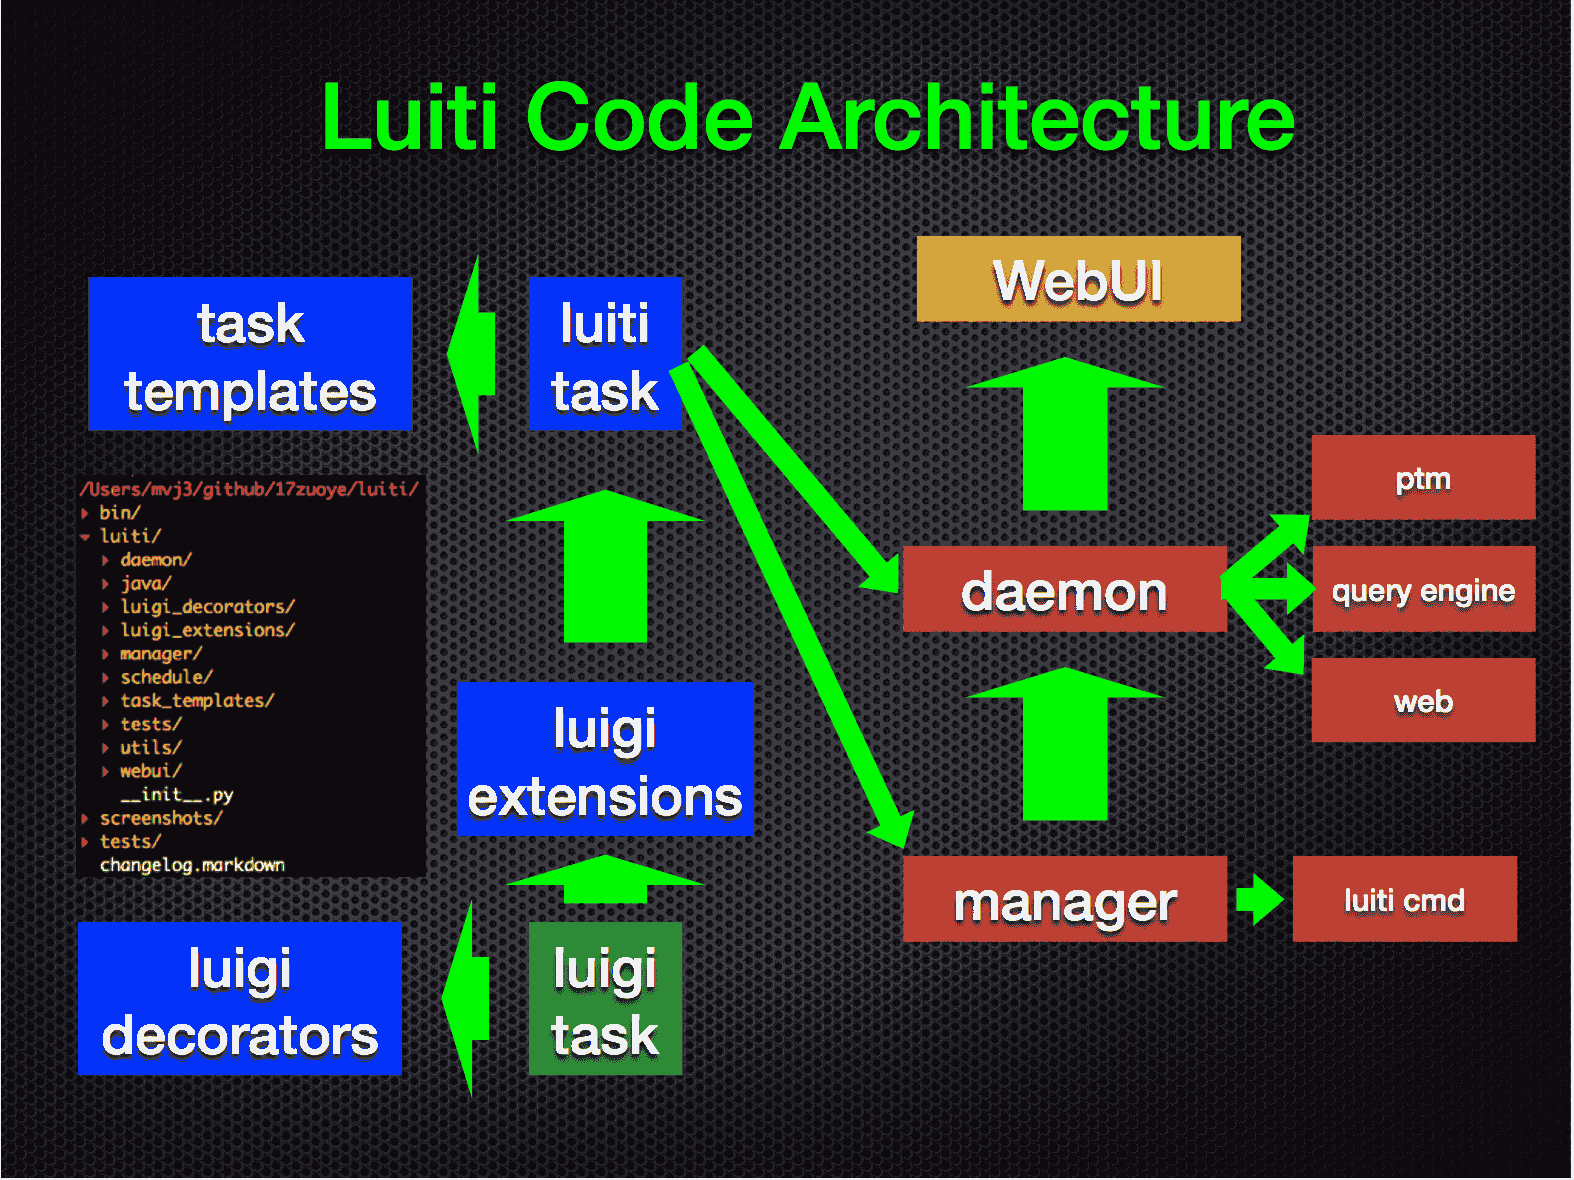 Luiti Code Architecture
task
templates
luiti
task
WebUI
/Users/mvj3/github/17zuoye/luiti/
bin/
luiti/
daemon/
java/
luigi_decorators/
luigi_extensions/
manager/
schedule/
task_templates/
tests/
utils/
webui/
__init__.py
screenshots/
tests/
changelog.markdown
luigi
extensions
luigi
decorators
luigi
task
daemon
ptm
query engine
web
manager
luiti cmd